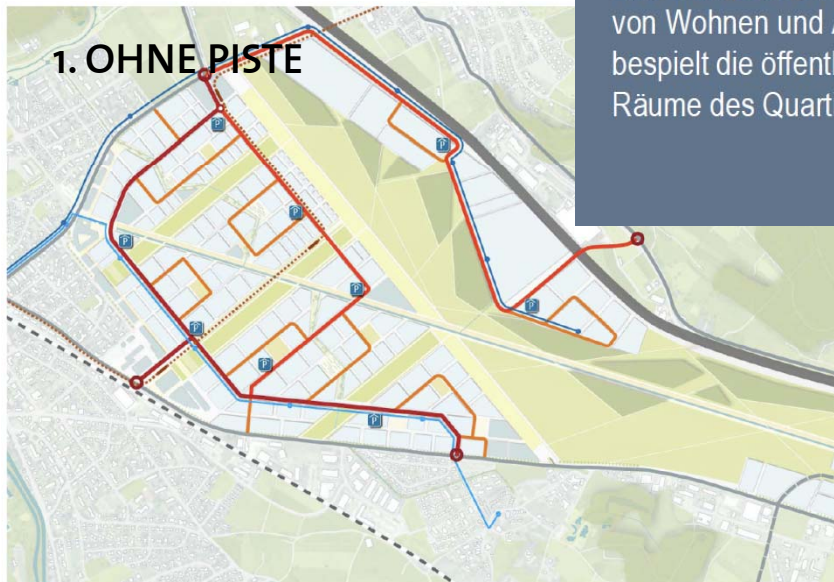 1. OHNE PISTE
von Wohnen und
bespielt die öffentl
Räume des Quart
P
P
P
P
P
P
P
P